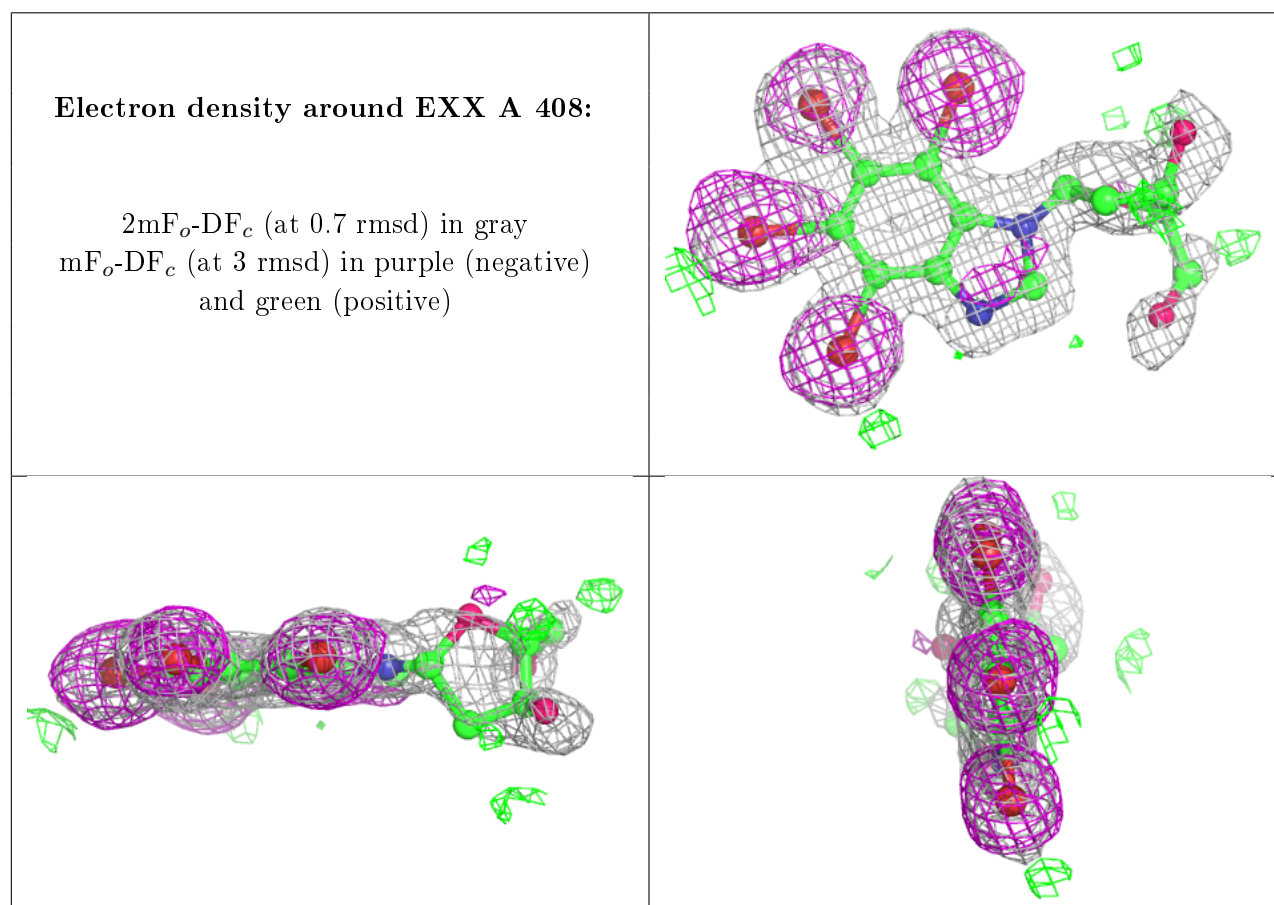 Electron density around EXX A 408:
2mFo-DFc (at 0.7 rmsd) in gray
mFo-DFc (at 3 rmsd) in purple (negative)
and green (positive)